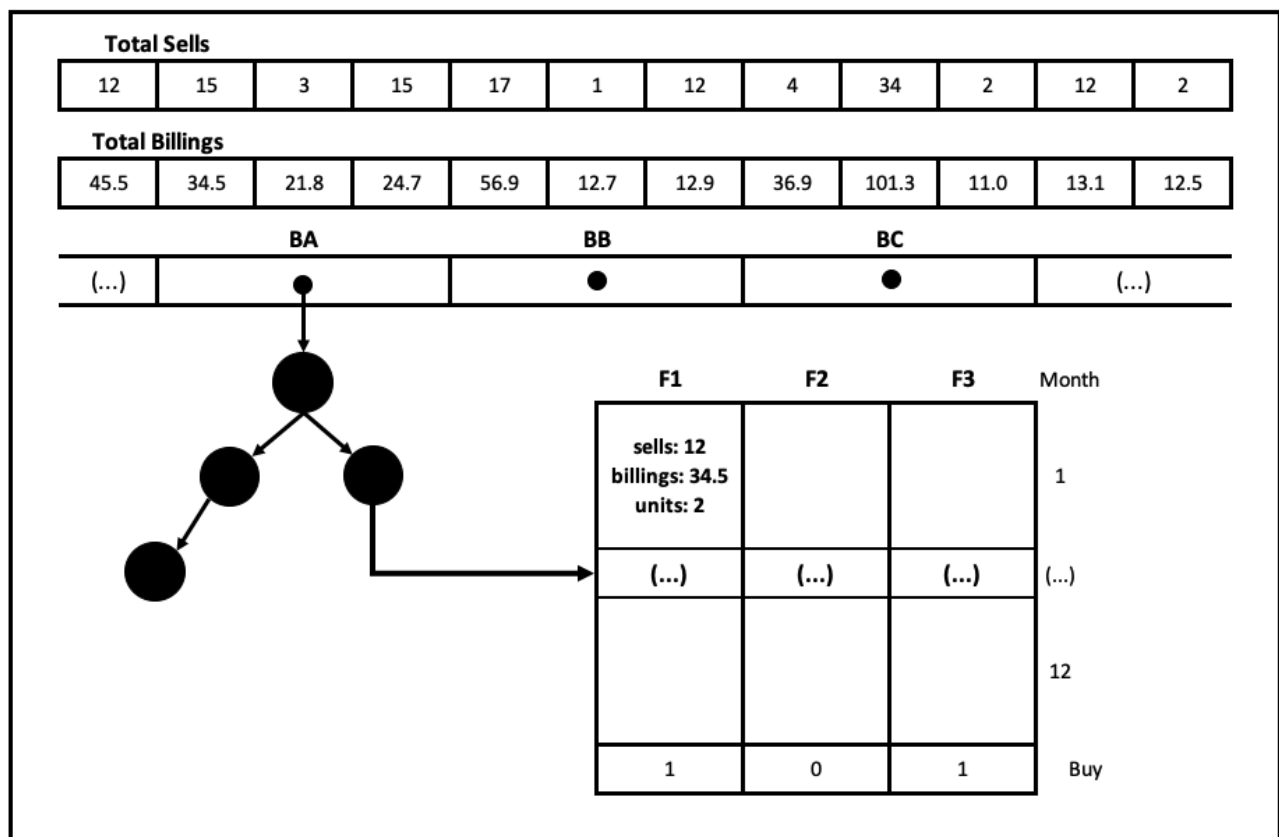 Total Sells
12 15 3 15 17 1 12 4 34 2 12 2
Total Billings
45.5 34.5 21.8 24.7 56.9 12.7 12.9 36.9 101.3 11.0 13.1 12.5
BA BB BC
(...) (...)
F1 F2 F3 Month
sells: 12
billings: 34.5
units: 2
1
(...) (...) (...) (...)
12
1 0 1 Buy